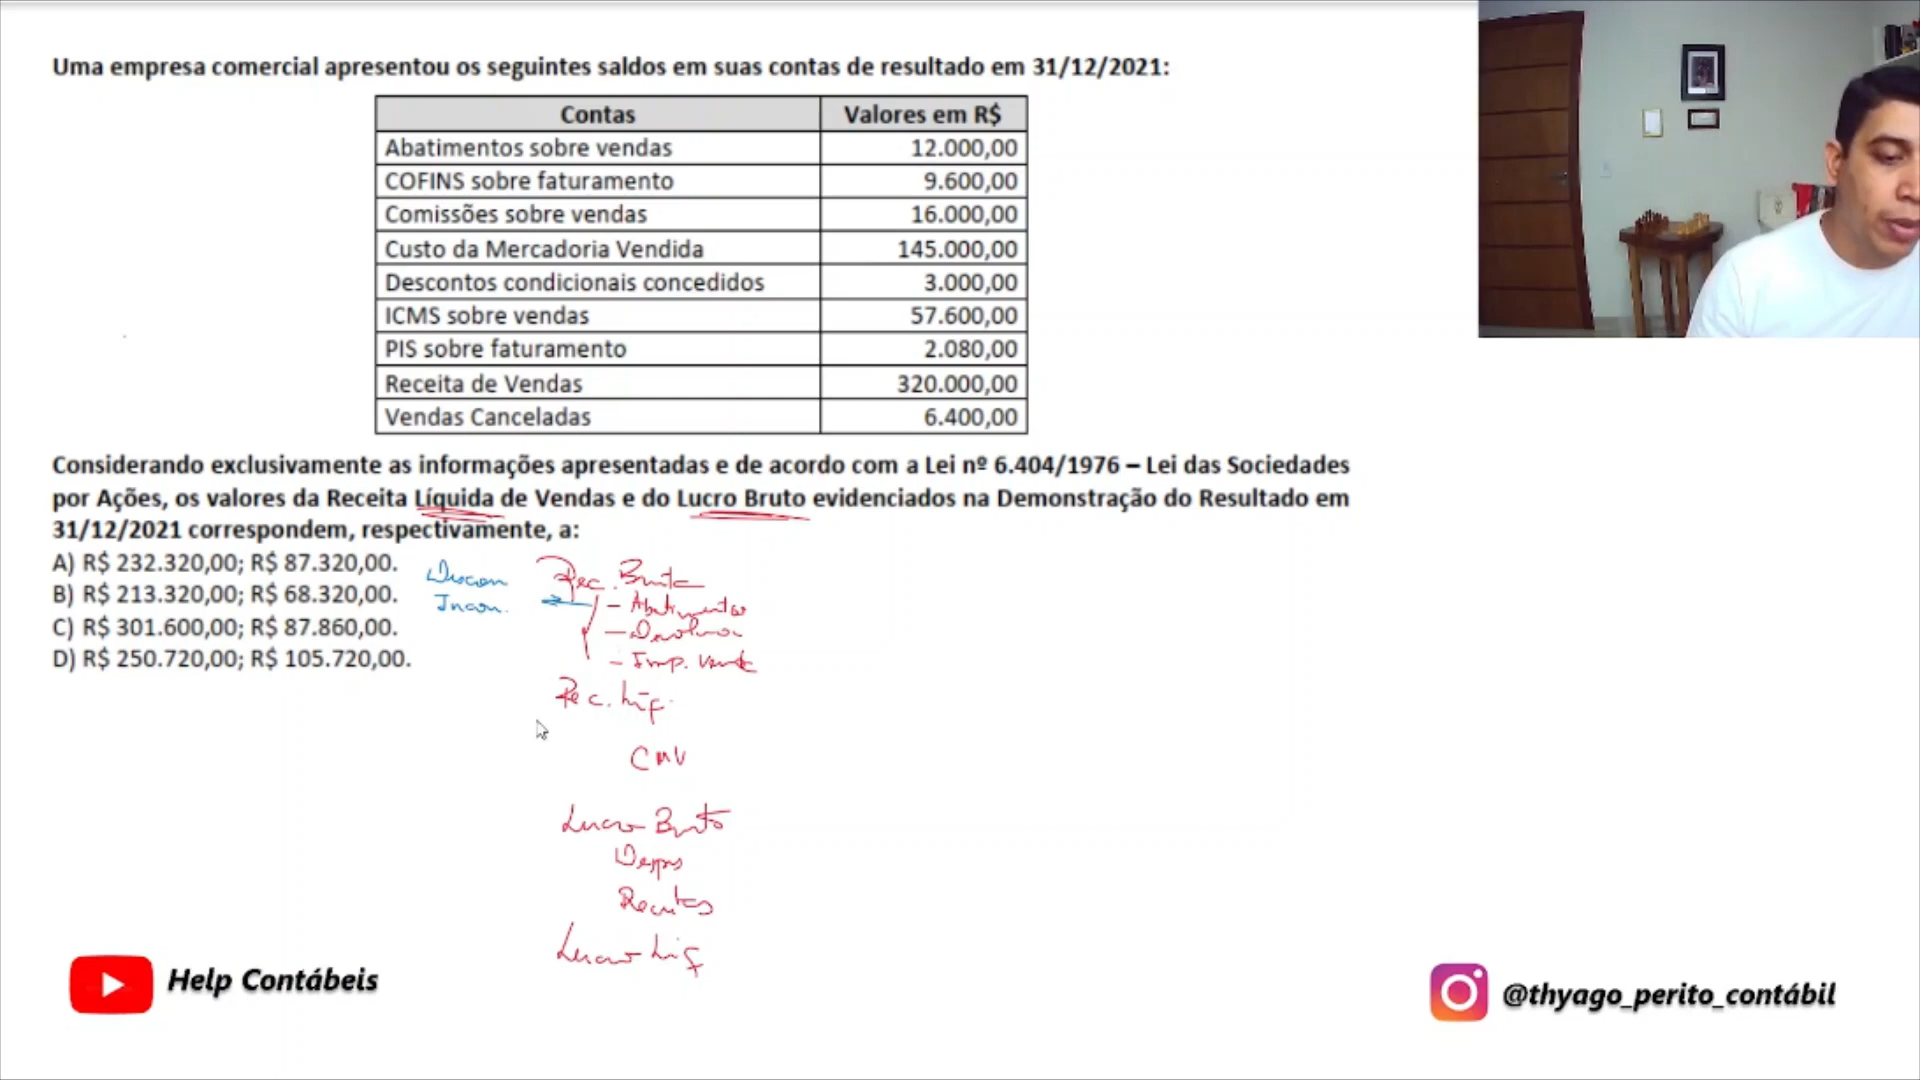 Uma empresa comercial apresentou os seguintes saldos em suas contas de resultado em 31/12/2021:
Contas Valores em R$
Abatimentos sobre vendas 12.000,00
COFINS sobre faturamento 9.600,00
Comissões sobre vendas 16.000,00
Custo da Mercadoria Vendida 145.000,00
Descontos condicionais concedidos 3.000,00
ICMS sobre vendas 57.600,00
PIS sobre faturamento 2.080,00
Receita de Vendas 320.000,00
Vendas Canceladas 6.400,00
Considerando exclusivamente as informações apresentadas e de acordo com a Lei nº 6.404/1976 – Lei das Sociedades
por Ações, os valores da Receita Líquida de Vendas e do Lucro Bruto evidenciados na Demonstração do Resultado em
31/12/2021 correspondem, respectivamente, a:
A) R$ 232.320,00; R$ 87.320,00.
B) R$ 213.320,00; R$ 68.320,00.
C) R$ 301.600,00; R$ 87.860,00.
D) R$ 250.720,00; R$ 105.720,00.
Descon
Incon.
Rec. Bruta
- Abatimentos
- Imp. Venda
Rec. Líq.
CMV
Lucro Bruto
Desps
Receitas
Lucro Líq
Help Contábeis
@thyago_perito_contábil